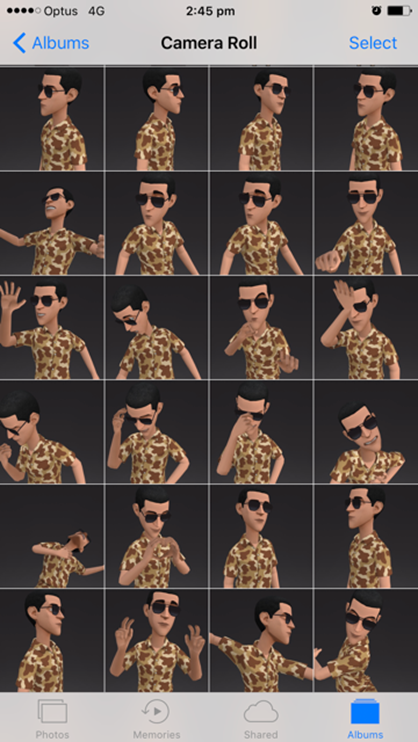 Optus 4G 2:45 pm
Albums Camera Roll Select
Photos Memories Shared Albums